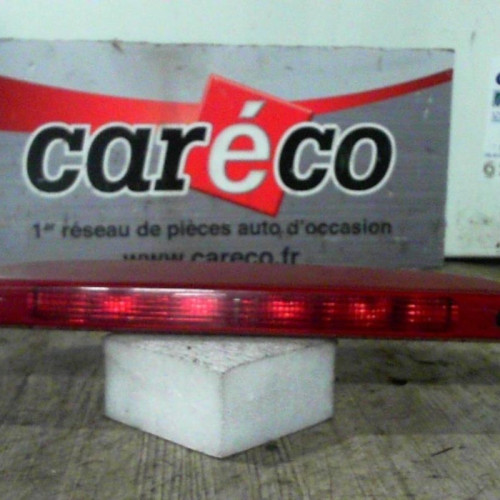 caréco
1er réseau de pièces auto d'occasion
www.careco.fr